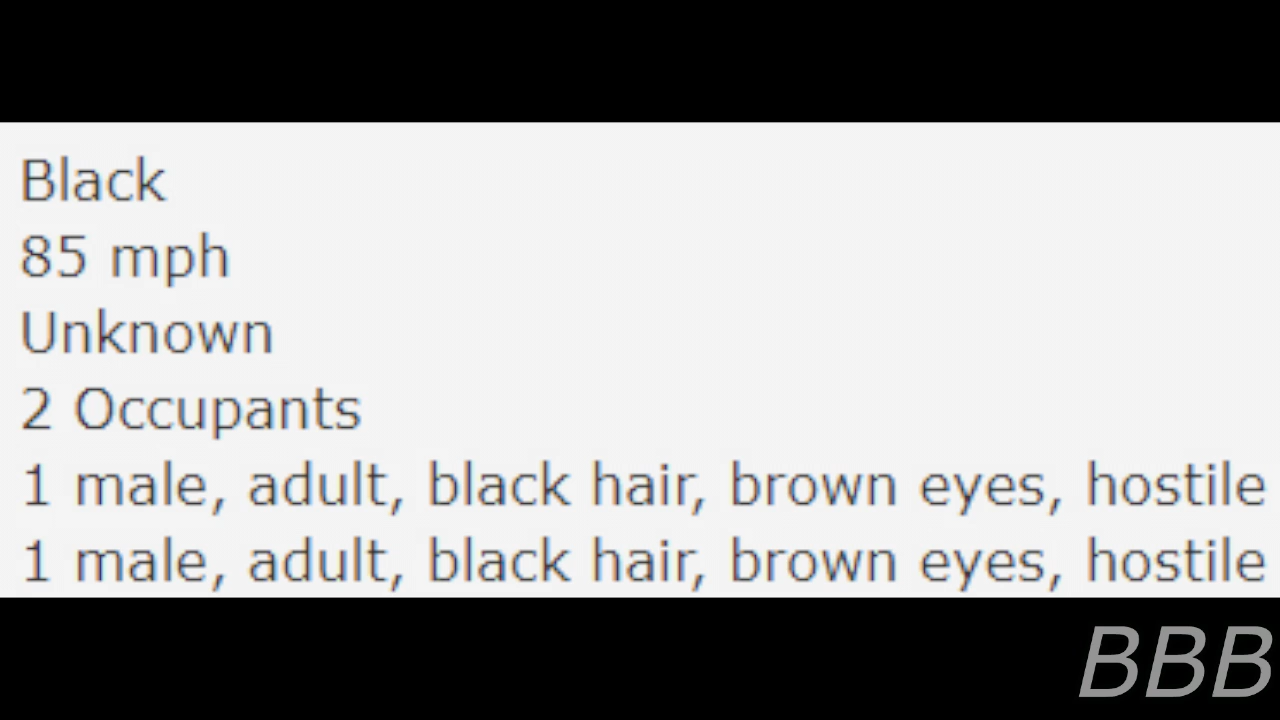 Black
85 mph
Unknown
2 Occupants
1 male, adult, black hair, brown eyes, hostile
1 male, adult, black hair, brown eyes, hostile
BBB